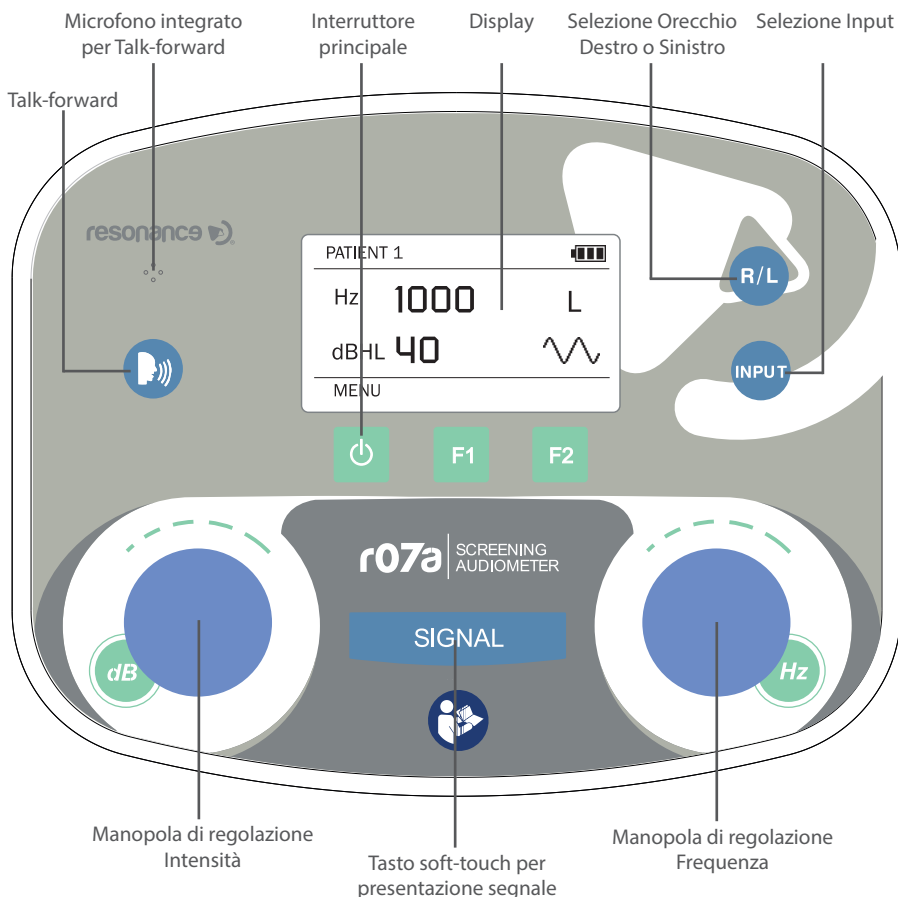 Microfono integrato
per Talk-forward
Interruttore
principale
Display
Selezione Orecchio
Destro o Sinistro
Selezione Input
Talk-forward
resonance
PATIENT 1
Hz 1000 L
dBHL 40
MENU
R/L
INPUT
F1
F2
r07a
SCREENING
AUDIOMETER
SIGNAL
dB
Hz
Manopola di regolazione
Intensità
Tasto soft-touch per
presentazione segnale
Manopola di regolazione
Frequenza